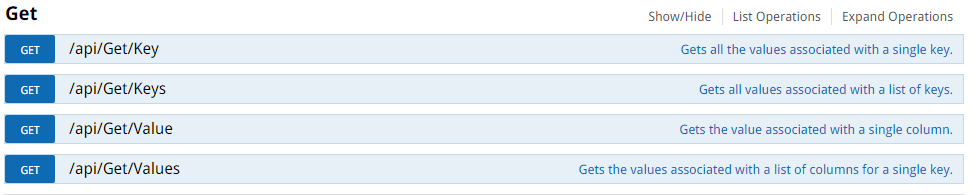 Get Show/Hide List Operations Expand Operations
GET /api/Get/Key Gets all the values associated with a single key.
GET /api/Get/Keys Gets all values associated with a list of keys.
GET /api/Get/Value Gets the value associated with a single column.
GET /api/Get/Values Gets the values associated with a list of columns for a single key.